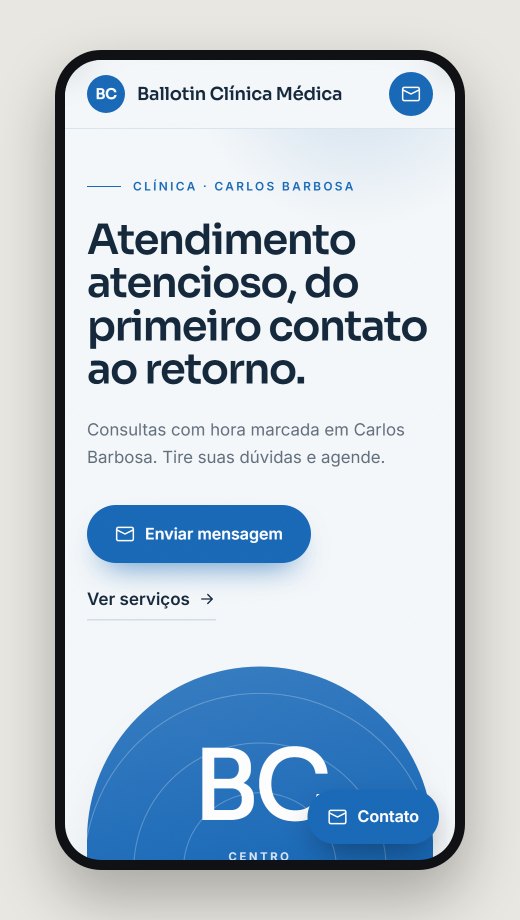 BC Ballotin Clínica Médica
CLÍNICA · CARLOS BARBOSA
Atendimento
atencioso, do
primeiro contato
ao retorno.
Consultas com hora marcada em Carlos
Barbosa. Tire suas dúvidas e agende.
Enviar mensagem
Ver serviços →
BC
Contato
CENTRO